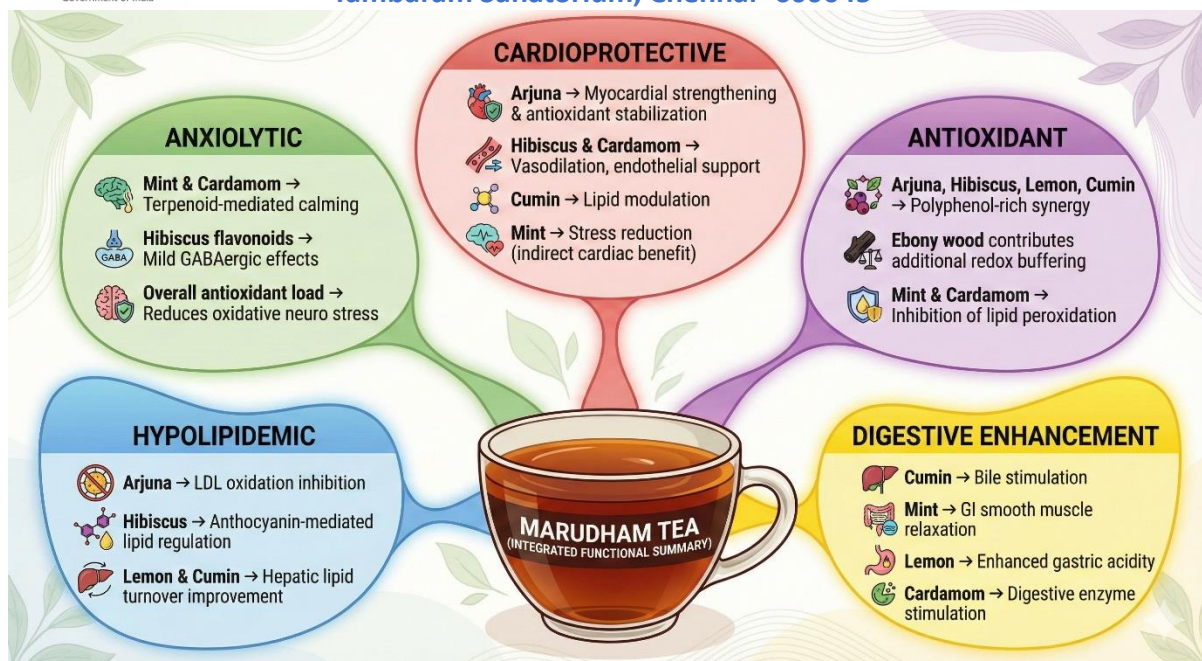 CARDIOPROTECTIVE
Arjuna → Myocardial strengthening
& antioxidant stabilization
Hibiscus & Cardamom →
Vasodilation, endothelial support
Cumin → Lipid modulation
Mint → Stress reduction
(indirect cardiac benefit)
ANXIOLYTIC
Mint & Cardamom →
Terpenoid-mediated calming
GABA
Hibiscus flavonoids →
Mild GABAergic effects
Overall antioxidant load →
Reduces oxidative neuro stress
ANTIOXIDANT
Arjuna, Hibiscus, Lemon, Cumin
→ Polyphenol-rich synergy
Ebony wood contributes
additional redox buffering
Mint & Cardamom →
Inhibition of lipid peroxidation
HYPOLIPIDEMIC
Arjuna → LDL oxidation inhibition
Hibiscus → Anthocyanin-mediated
lipid regulation
Lemon & Cumin → Hepatic lipid
turnover improvement
MARUDHAM TEA
(INTEGRATED FUNCTIONAL SUMMARY)
DIGESTIVE ENHANCEMENT
Cumin → Bile stimulation
Mint → GI smooth muscle
relaxation
Lemon → Enhanced gastric acidity
Cardamom → Digestive enzyme
stimulation